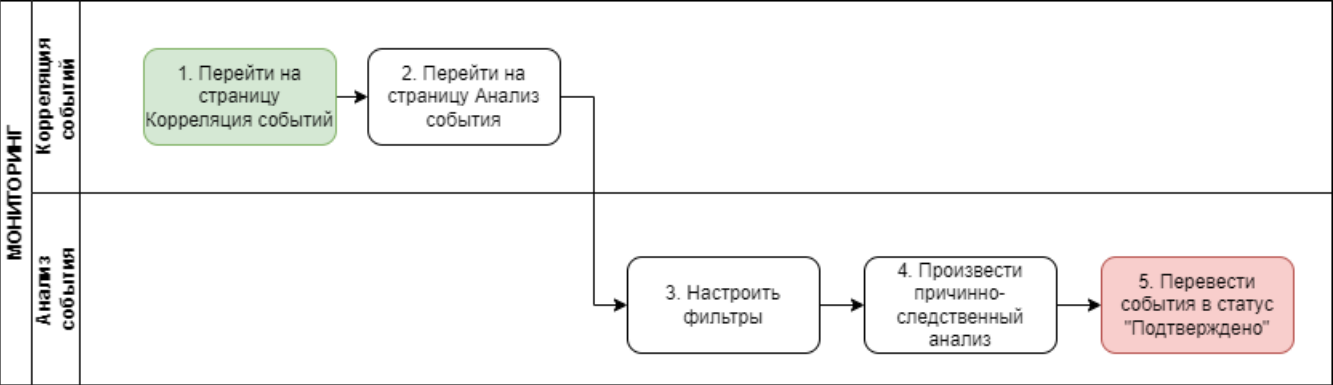 МОНИТОРИНГ
Корреляция
событий
1. Перейти на
страницу
Корреляция событий
2. Перейти на
страницу Анализ
события
Анализ
события
3. Настроить
фильтры
4. Произвести
причинно-
следственный
анализ
5. Перевести
события в статус
"Подтверждено"